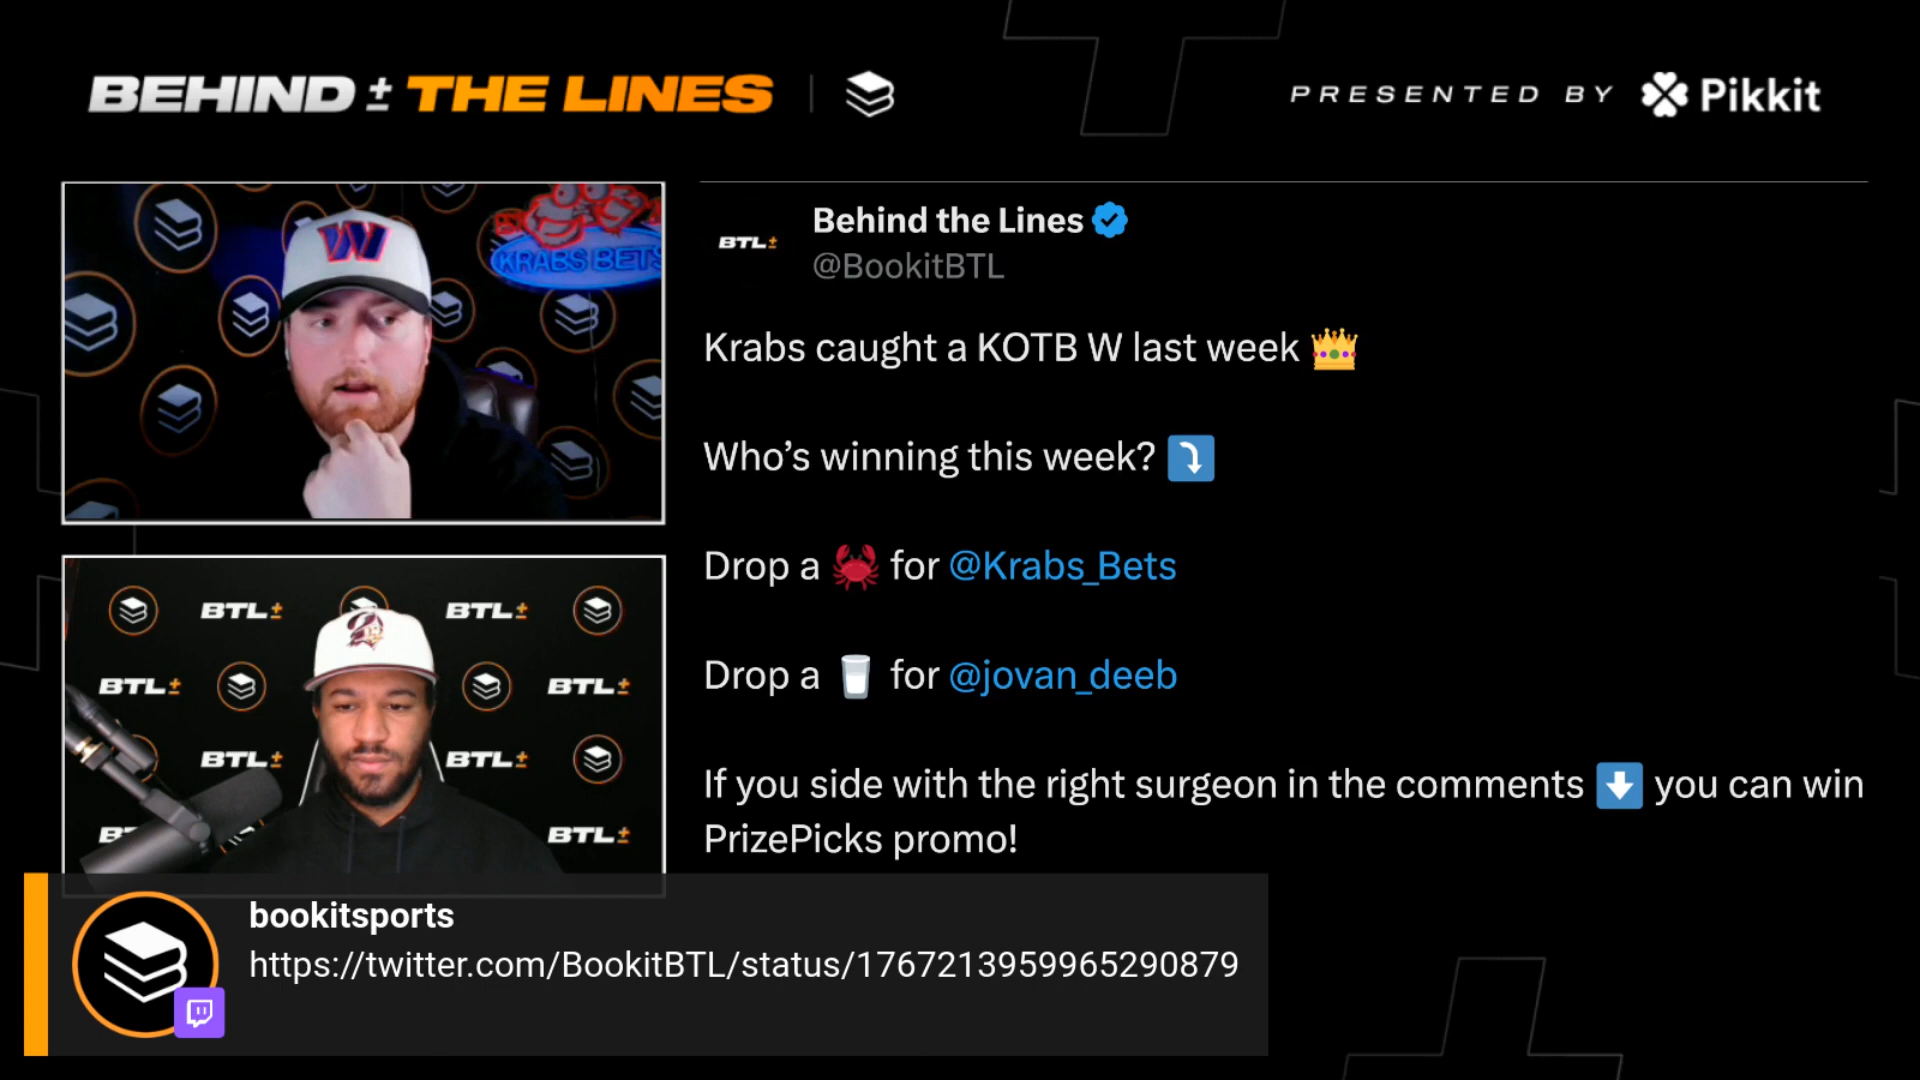 BEHIND ± THE LINES
PRESENTED BY Pikkit
W
KRABS BETS
Behind the Lines
@BookitBTL
BTL±
Krabs caught a KOTB W last week 👑
Who’s winning this week? ⤵️
Drop a 🦀 for @Krabs_Bets
Drop a 🥛 for @jovan_deeb
If you side with the right surgeon in the comments ⬇️ you can win
PrizePicks promo!
BTL± BTL±
BTL± BTL±
BTL± BTL±
BTL±
bookitsports
https://twitter.com/BookitBTL/status/1767213959965290879